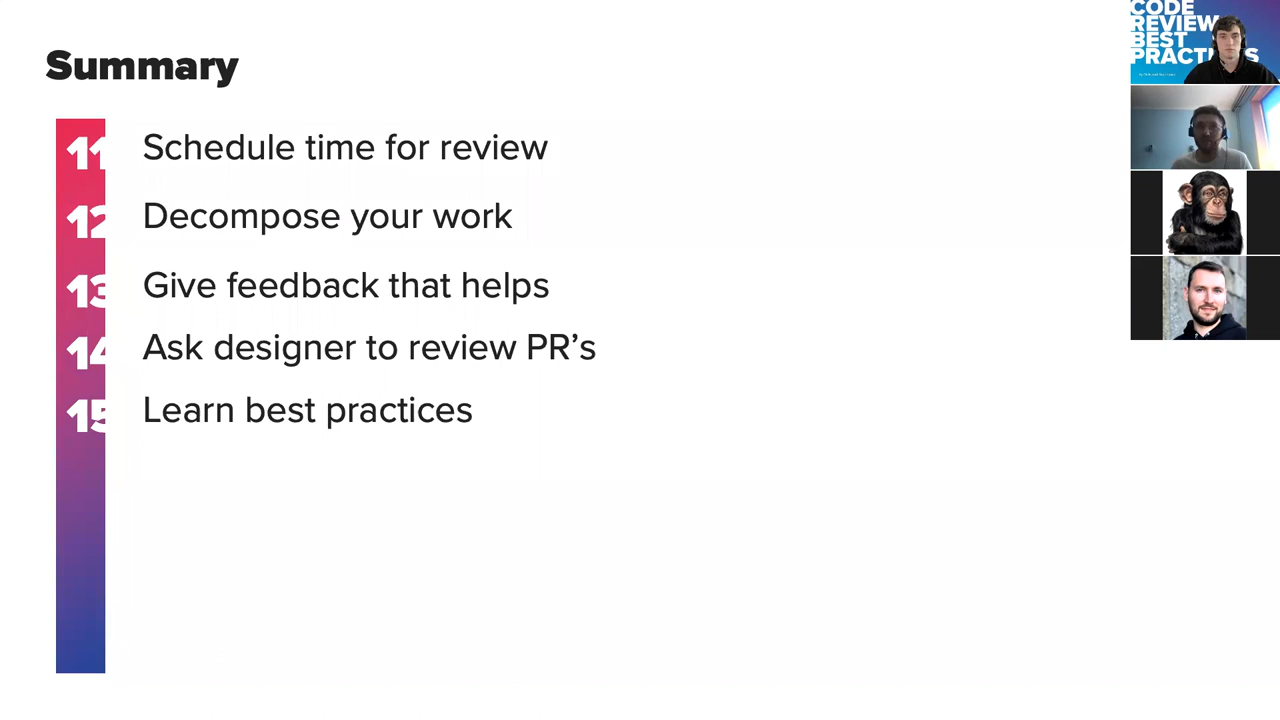 Summary
11 Schedule time for review
12 Decompose your work
13 Give feedback that helps
14 Ask designer to review PR’s
15 Learn best practices
CODE
REVIEW
BEST